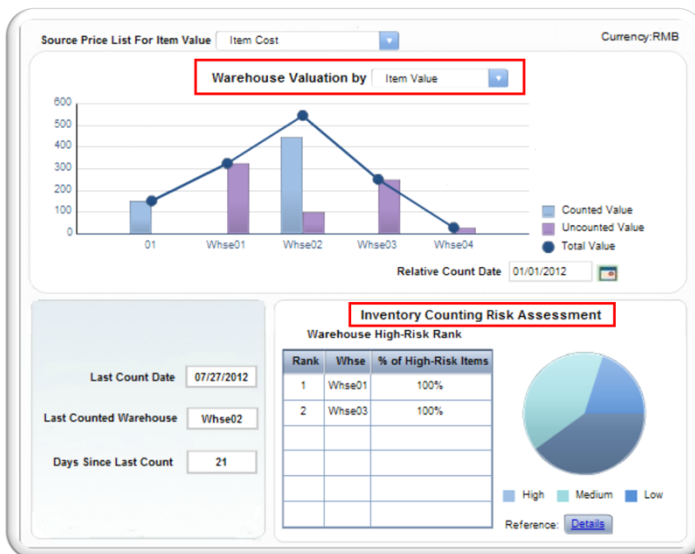 Source Price List For Item Value Item Cost Currency:RMB
Warehouse Valuation by Item Value
600
500
400
300
200
100
0
01 Whse01 Whse02 Whse03 Whse04
Counted Value
Uncounted Value
Total Value
Relative Count Date 01/01/2012
Last Count Date 07/27/2012
Last Counted Warehouse Whse02
Days Since Last Count 21
Inventory Counting Risk Assessment
Warehouse High-Risk Rank
Rank Whse % of High-Risk Items
1 Whse01 100%
2 Whse03 100%
High Medium Low
Reference: Details